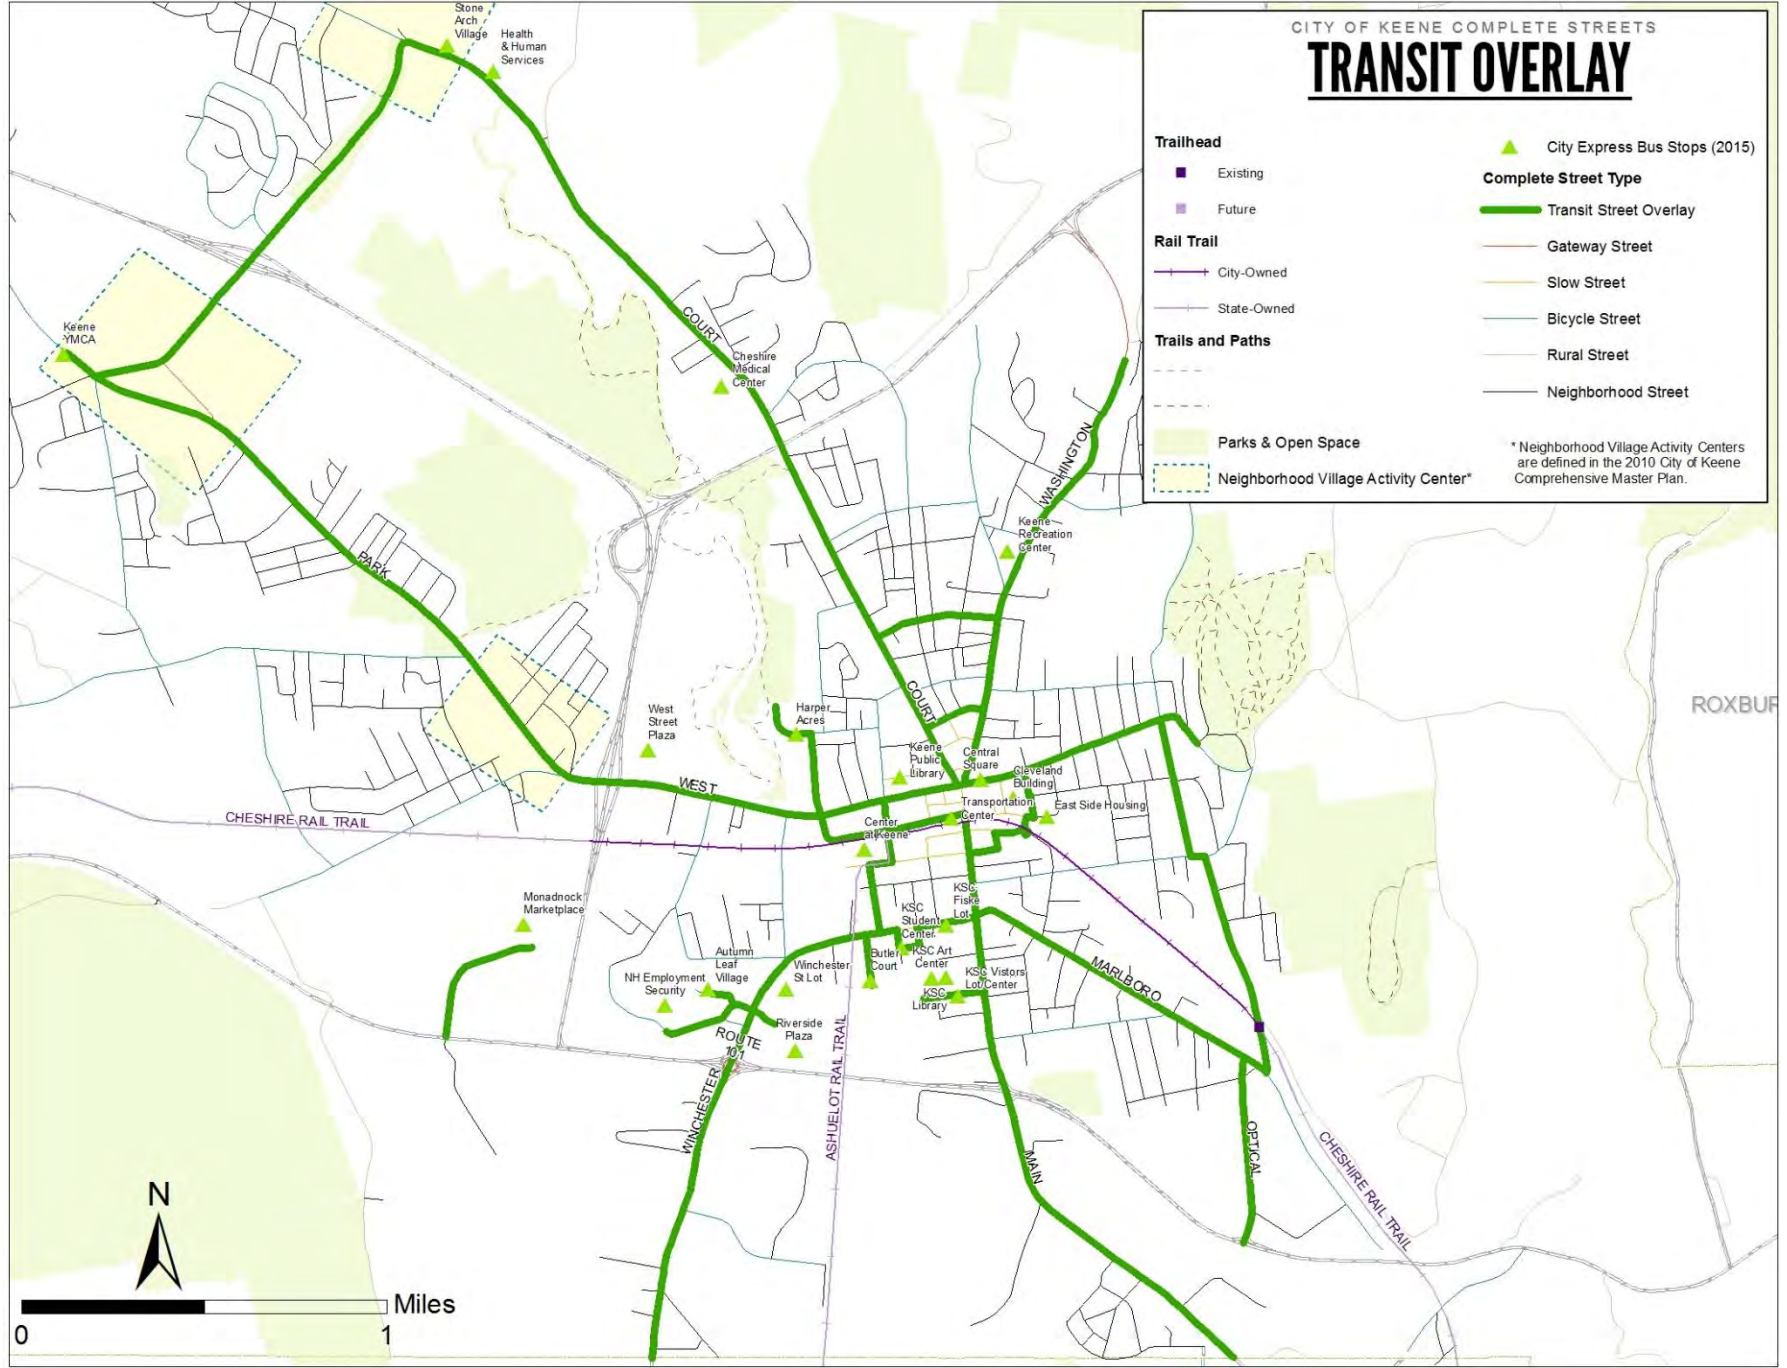 Stone
Arch
Village
Health
& Human
Services
CITY OF KEENE COMPLETE STREETS
TRANSIT OVERLAY
Trailhead
Existing
Future
Rail Trail
City-Owned
State-Owned
Trails and Paths
Parks & Open Space
Neighborhood Village Activity Center*
City Express Bus Stops (2015)
Complete Street Type
Transit Street Overlay
Gateway Street
Slow Street
Bicycle Street
Rural Street
Neighborhood Street
* Neighborhood Village Activity Centers
are defined in the 2010 City of Keene
Comprehensive Master Plan.
Keene
YMCA
COURT
Cheshire
Medical
Center
WASHINGTON
Keene
Recreation
Center
PARK
COURT
ROXBUR
West
Street
Plaza
Harper
Acres
Keene
Public
Library
Central
Square
Cleveland
Building
WEST
Transportation
Center
East Side Housing
Center
at Keene
CHESHIRE RAIL TRAIL
Monadnock
Marketplace
KSC
Fiske
Lot
KSC
Student
Center
Autumn
Leaf
Village
NH Employment
Security
Winchester
St Lot
Butler
Court
KSC Art
Center
KSC Vistors
Lot/Center
KSC
Library
MARLBORO
Riverside
Plaza
ROUTE
101
WINCHESTER
ASHUELOT RAIL TRAIL
MAIN
OPTICAL
CHESHIRE RAIL TRAIL
N
Miles
0
1